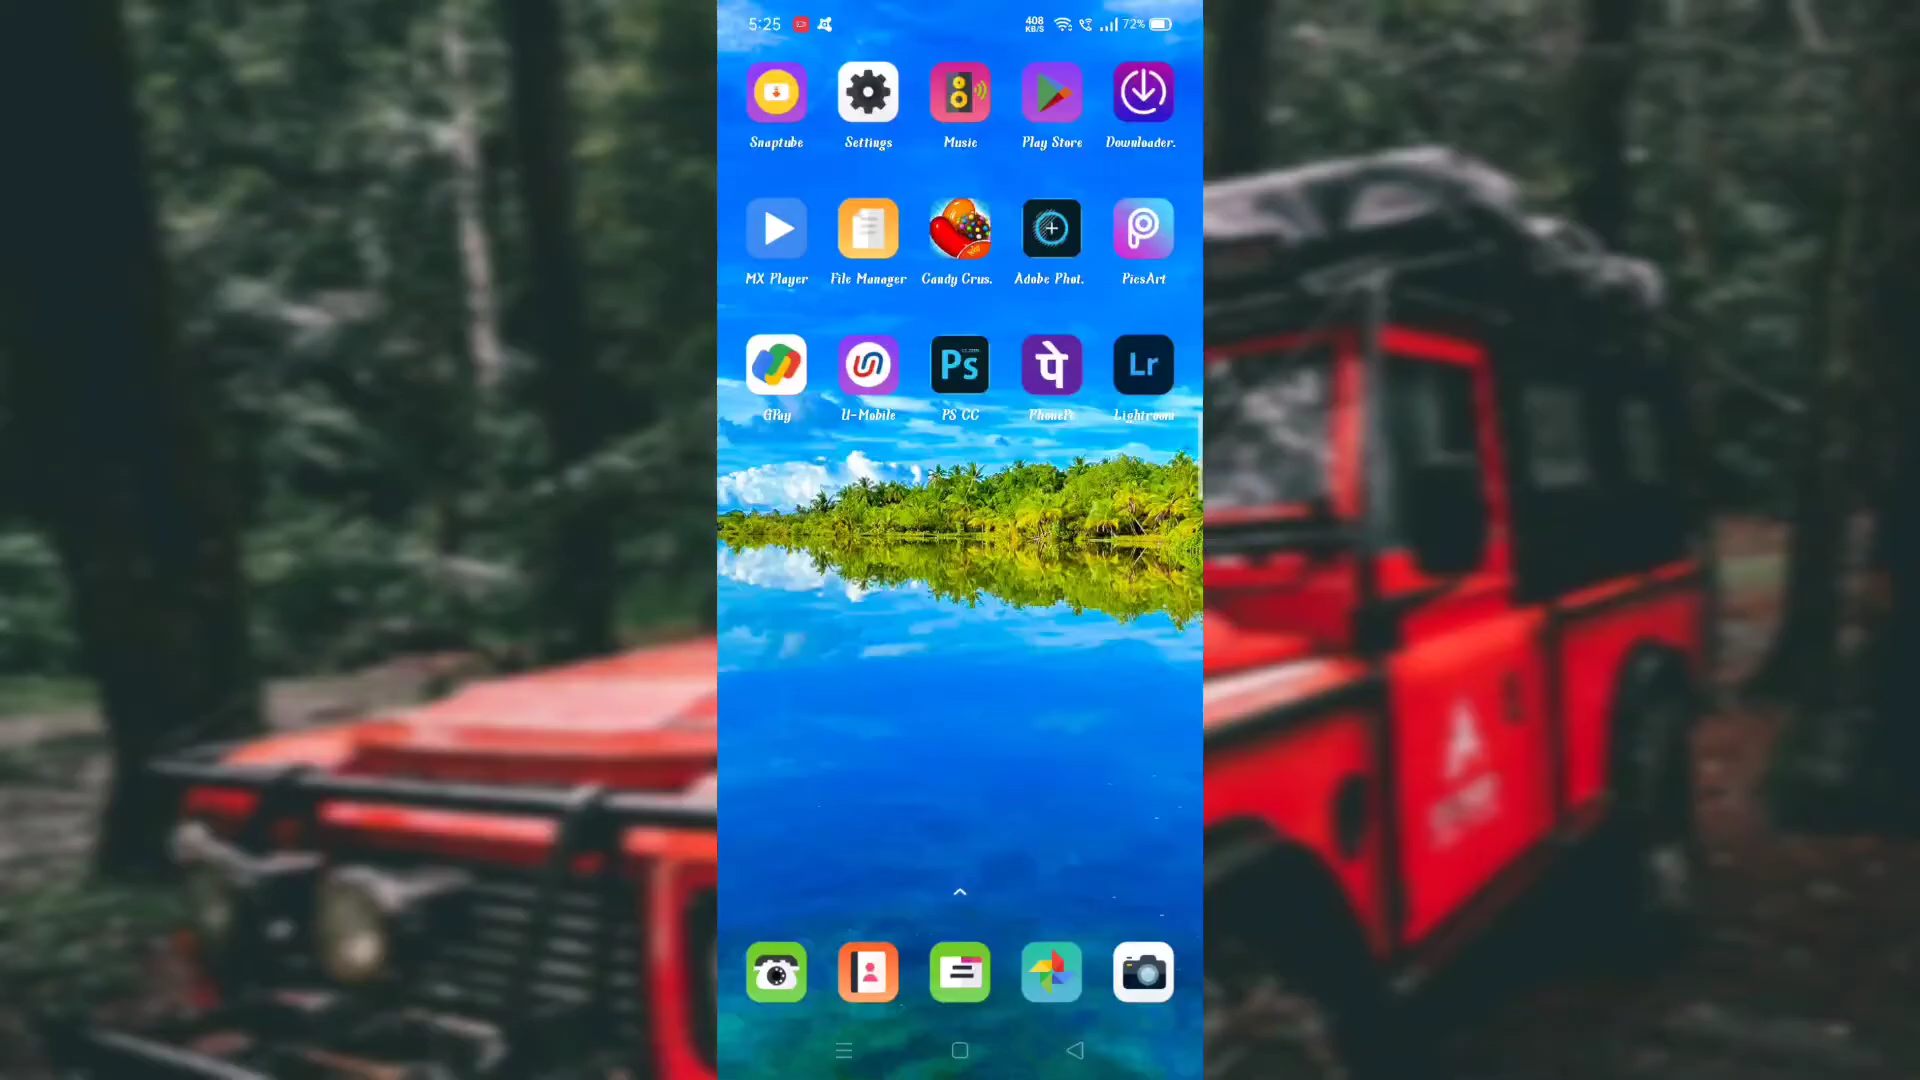 5:25 408 KB/S 72%
Snaptube Settings Music Play Store Downloader.
MX Player File Manager Candy Crus. Adobe Phot. PicsArt
Ps पे Lr
GPay U-Mobile PS CC PhonePe Lightroom